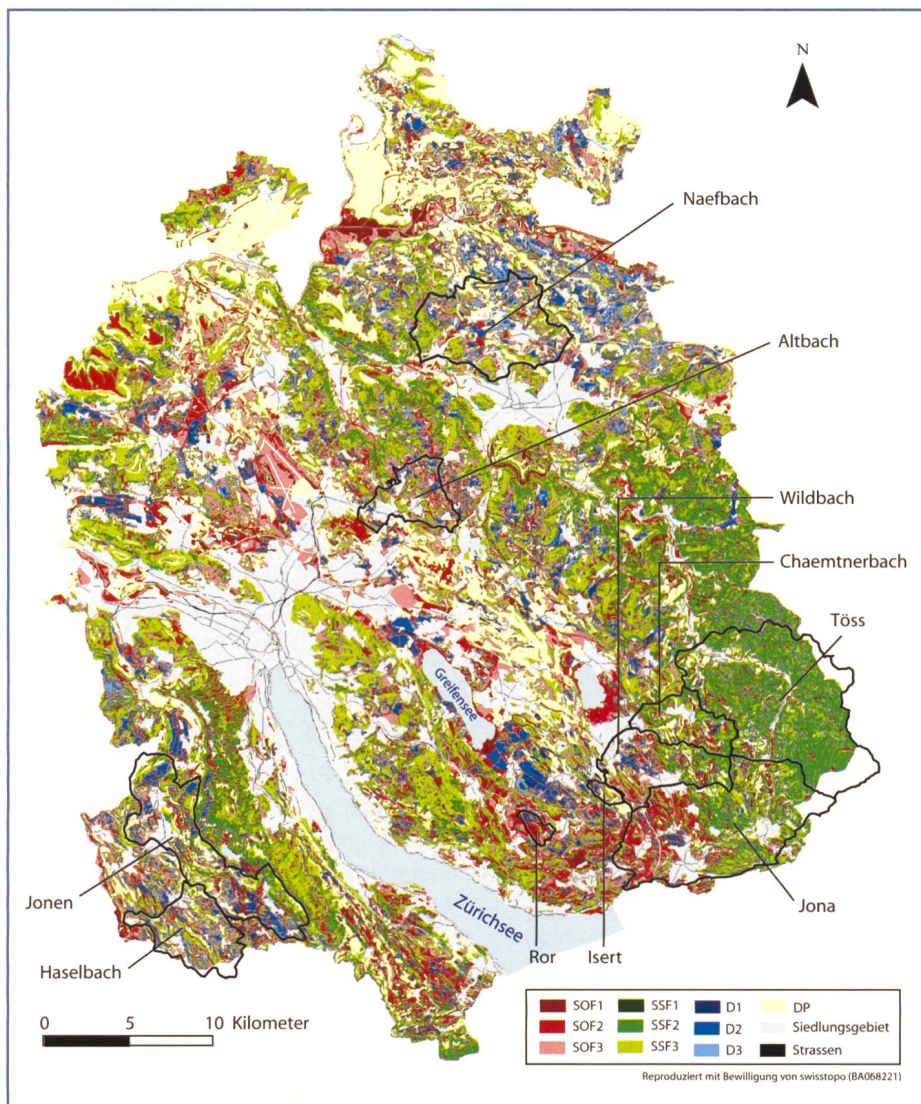 N
Naefbach
Altbach
Wildbach
Chaemtnerbach
Töss
Greifensee
Zürichsee
Jonen
Haselbach
Ror
Isert
Jona
0 5 10 Kilometer
SOF1 SSF1 D1 DP
SOF2 SSF2 D2 Siedlungsgebiet
SOF3 SSF3 D3 Strassen
Reproduziert mit Bewilligung von swisstopo (BA068221)